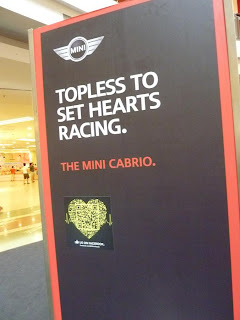 MINI
TOPLESS TO
SET HEARTS
RACING.
THE MINI CABRIO.